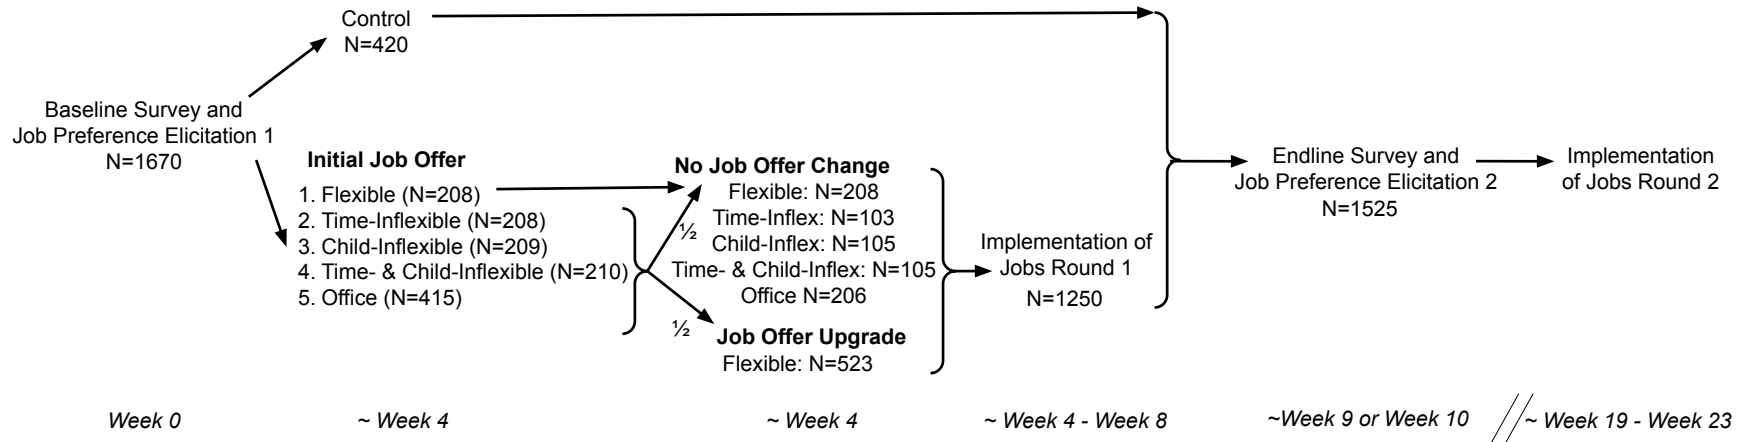 Control
N=420
Baseline Survey and
Job Preference Elicitation 1
N=1670
Initial Job Offer
1. Flexible (N=208)
2. Time-Inflexible (N=208)
3. Child-Inflexible (N=209)
4. Time- & Child-Inflexible (N=210)
5. Office (N=415)
½
½
No Job Offer Change
Flexible: N=208
Time-Inflex: N=103
Child-Inflex: N=105
Time- & Child-Inflex: N=105
Office N=206
Job Offer Upgrade
Flexible: N=523
Implementation of
Jobs Round 1
N=1250
Endline Survey and
Job Preference Elicitation 2
N=1525
Implementation
of Jobs Round 2
Week 0
~ Week 4
~ Week 4
~ Week 4 - Week 8
~Week 9 or Week 10
~ Week 19 - Week 23